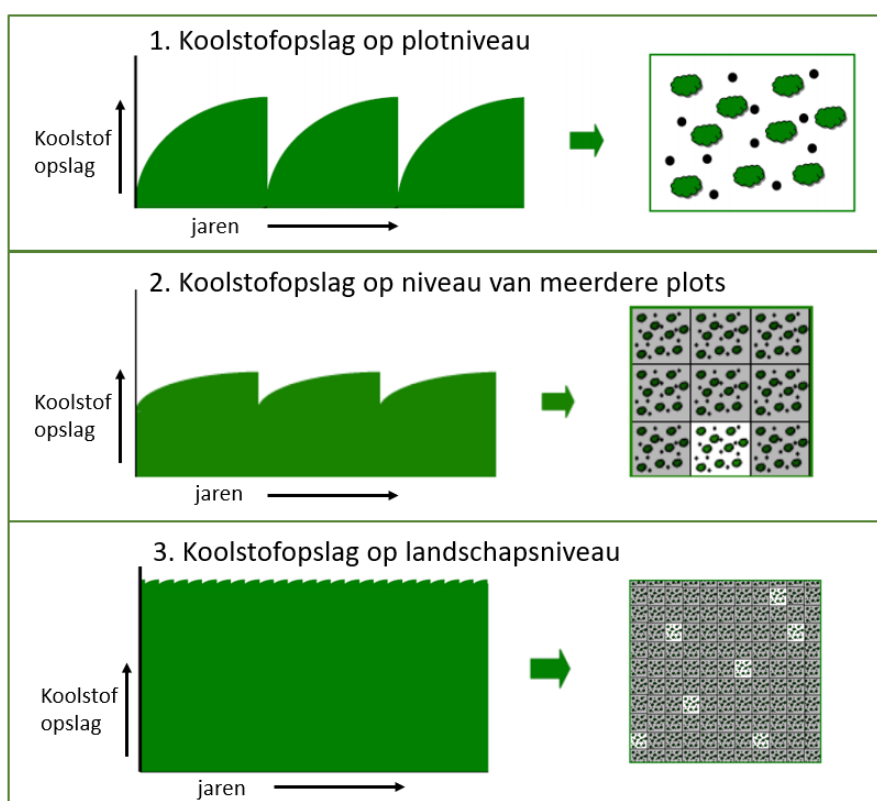 1. Koolstofopslag op plotniveau
Koolstof
opslag
jaren
2. Koolstofopslag op niveau van meerdere plots
Koolstof
opslag
jaren
3. Koolstofopslag op landschapsniveau
Koolstof
opslag
jaren